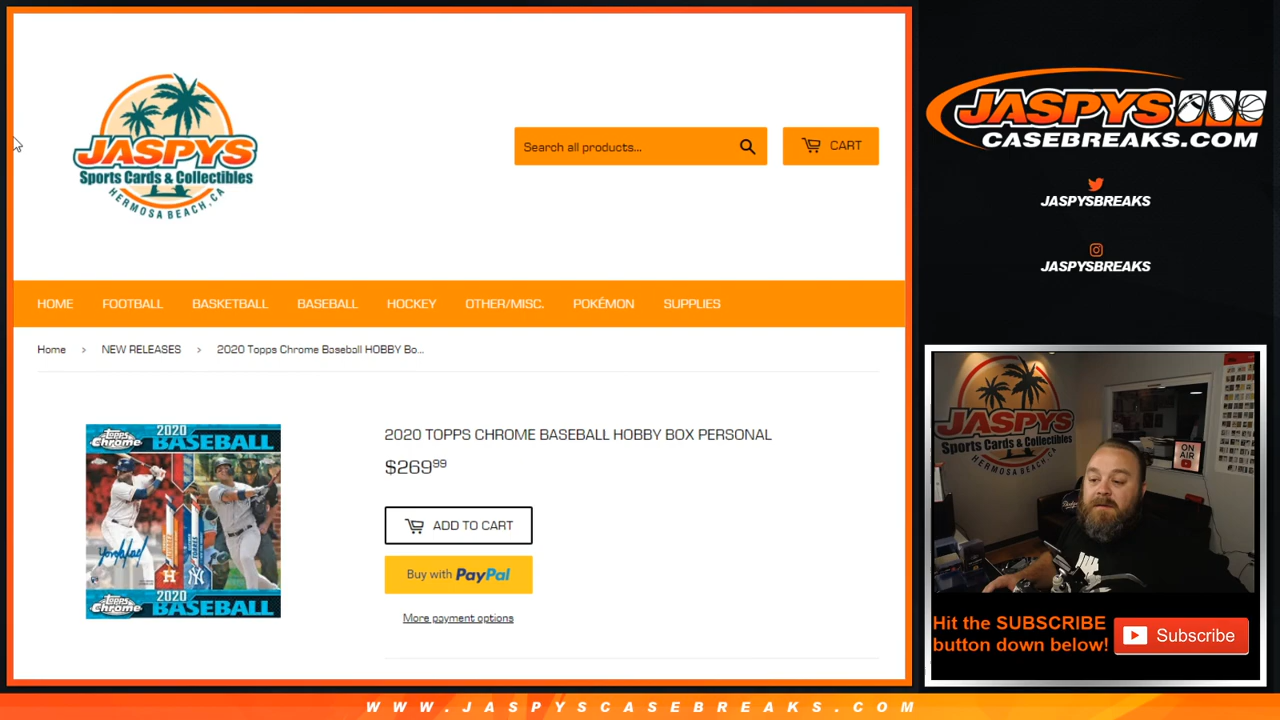 JASPYS
Sports Cards & Collectibles
HERMOSA BEACH, CA
Search all products...
CART
HOME
FOOTBALL
BASKETBALL
BASEBALL
HOCKEY
OTHER/MISC.
POKÉMON
SUPPLIES
Home › NEW RELEASES › 2020 Topps Chrome Baseball HOBBY Bo...
Topps Chrome 2020 BASEBALL
Topps Chrome 2020 BASEBALL
2020 TOPPS CHROME BASEBALL HOBBY BOX PERSONAL
$269.99
ADD TO CART
Buy with PayPal
More payment options
JASPYS
CASEBREAKS.COM
JASPYSBREAKS
JASPYSBREAKS
JASPYS
Sports Cards & Collectibles
HERMOSA BEACH, CA
ON
AIR
Hit the SUBSCRIBE
button down below!
Subscribe
WWW.JASPYSCASEBREAKS.COM